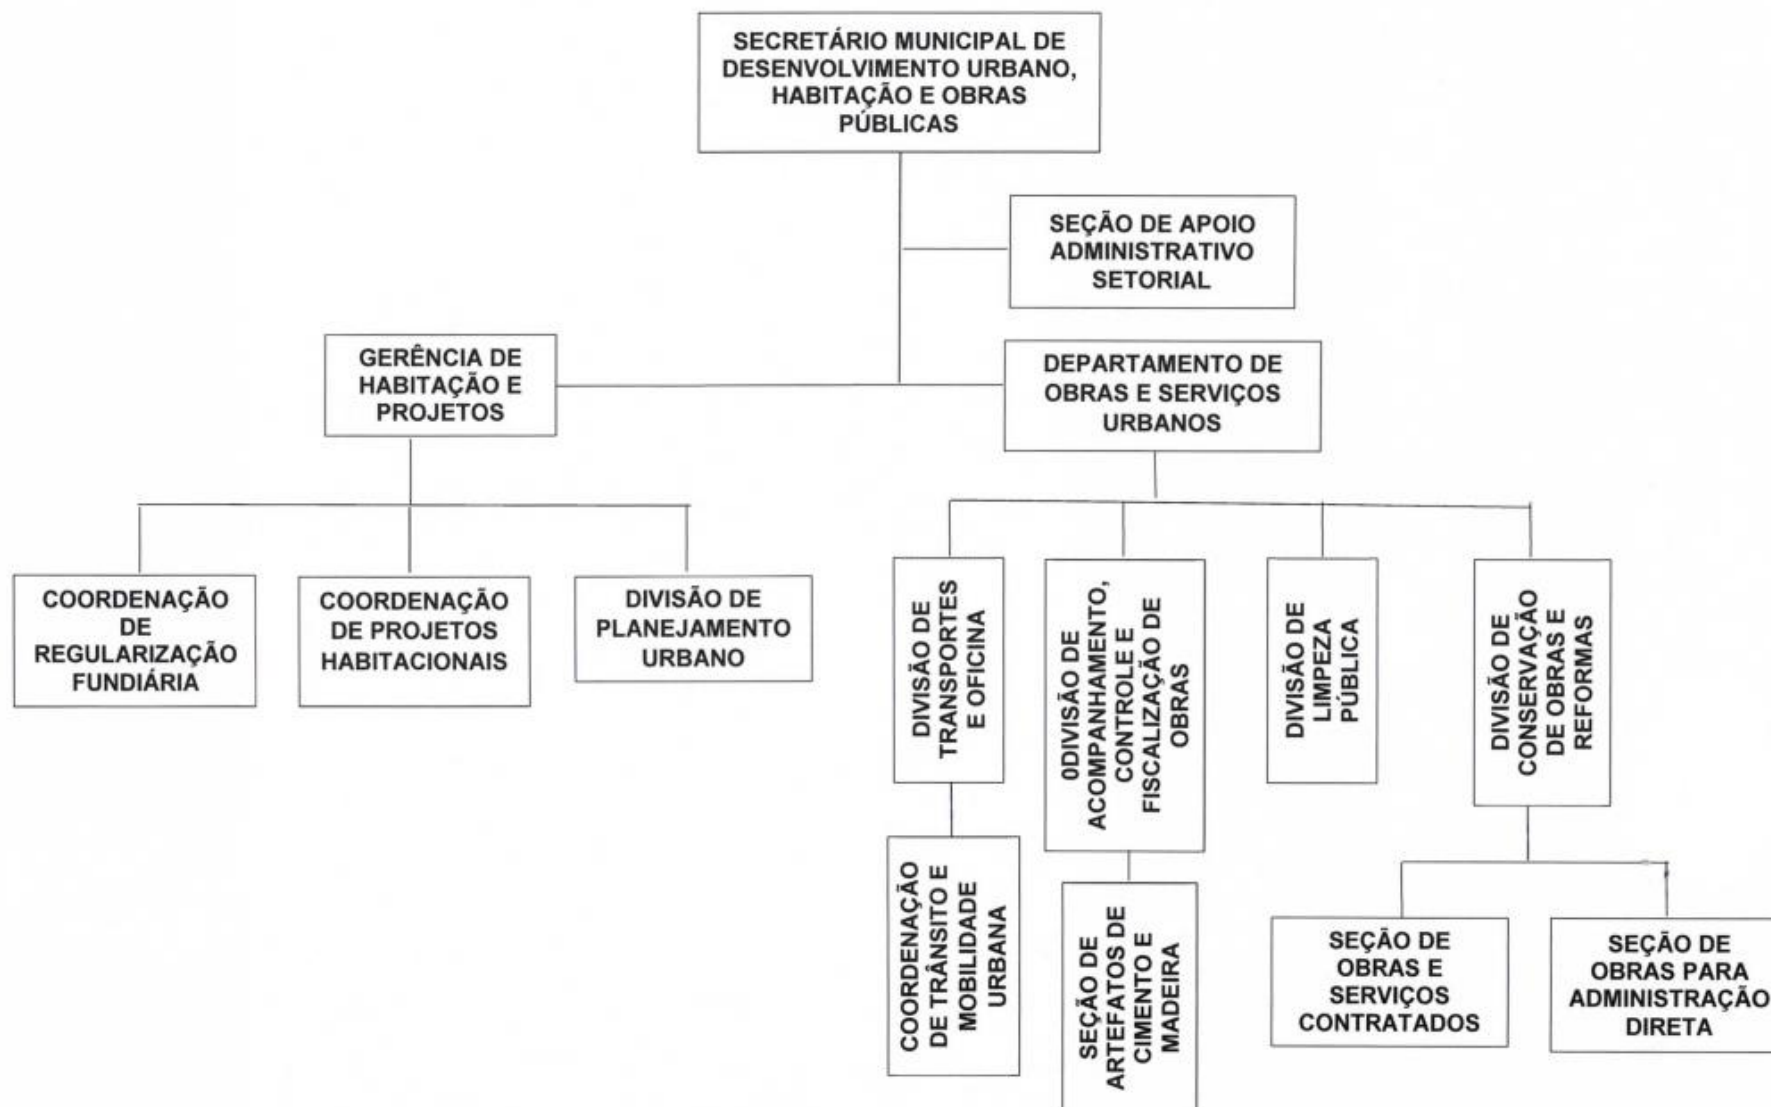 SECRETÁRIO MUNICIPAL DE
DESENVOLVIMENTO URBANO,
HABITAÇÃO E OBRAS
PÚBLICAS
SEÇÃO DE APOIO
ADMINISTRATIVO
SETORIAL
GERÊNCIA DE
HABITAÇÃO E
PROJETOS
DEPARTAMENTO DE
OBRAS E SERVIÇOS
URBANOS
COORDENAÇÃO
DE
REGULARIZAÇÃO
FUNDIÁRIA
COORDENAÇÃO
DE PROJETOS
HABITACIONAIS
DIVISÃO DE
PLANEJAMENTO
URBANO
DIVISÃO DE
TRANSPORTES
E OFICINA
0DIVISÃO DE
ACOMPANHAMENTO,
CONTROLE E
FISCALIZAÇÃO DE
OBRAS
DIVISÃO DE
LIMPEZA
PÚBLICA
DIVISÃO DE
CONSERVAÇÃO
DE OBRAS E
REFORMAS
COORDENAÇÃO
DE TRÂNSITO E
MOBILIDADE
URBANA
SEÇÃO DE
ARTEFATOS DE
CIMENTO E
MADEIRA
SEÇÃO DE
OBRAS E
SERVIÇOS
CONTRATADOS
SEÇÃO DE
OBRAS PARA
ADMINISTRAÇÃO
DIRETA